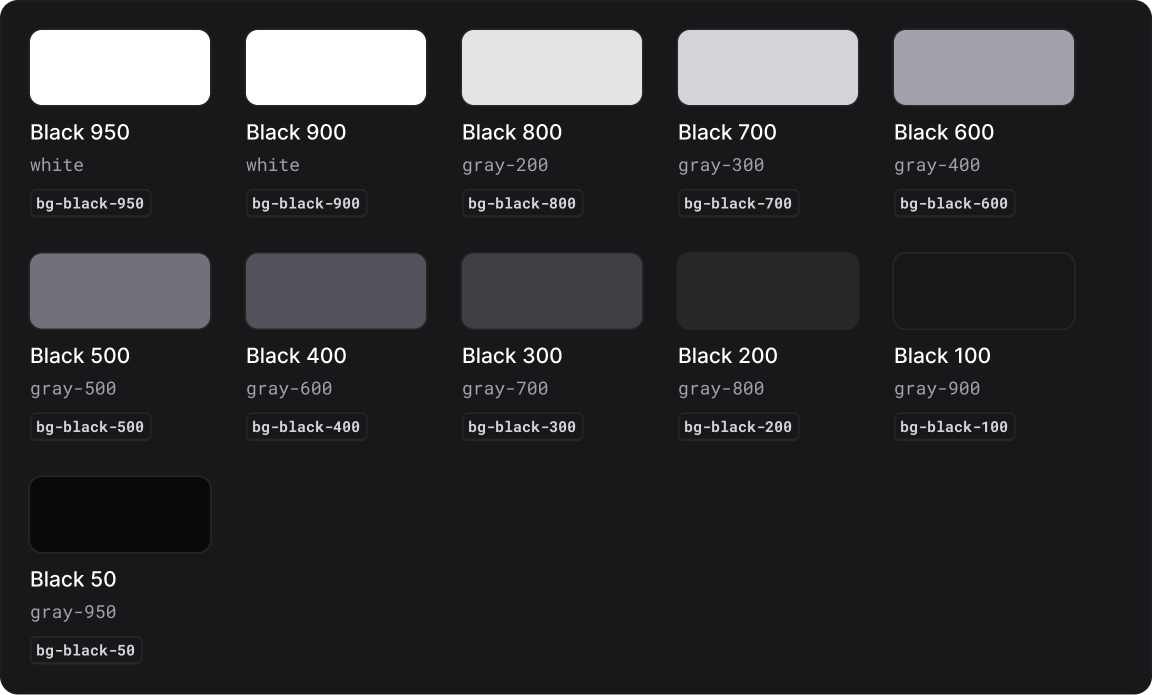 Black 950
white
bg-black-950
Black 900
white
bg-black-900
Black 800
gray-200
bg-black-800
Black 700
gray-300
bg-black-700
Black 600
gray-400
bg-black-600
Black 500
gray-500
bg-black-500
Black 400
gray-600
bg-black-400
Black 300
gray-700
bg-black-300
Black 200
gray-800
bg-black-200
Black 100
gray-900
bg-black-100
Black 50
gray-950
bg-black-50